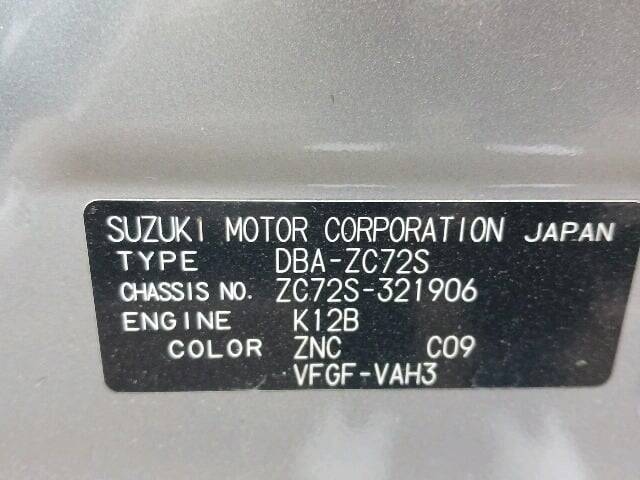 SUZUKI MOTOR CORPORATION JAPAN
TYPE DBA-ZC72S
CHASSIS NO. ZC72S-321906
ENGINE K12B
COLOR ZNC C09
VFGF-VAH3